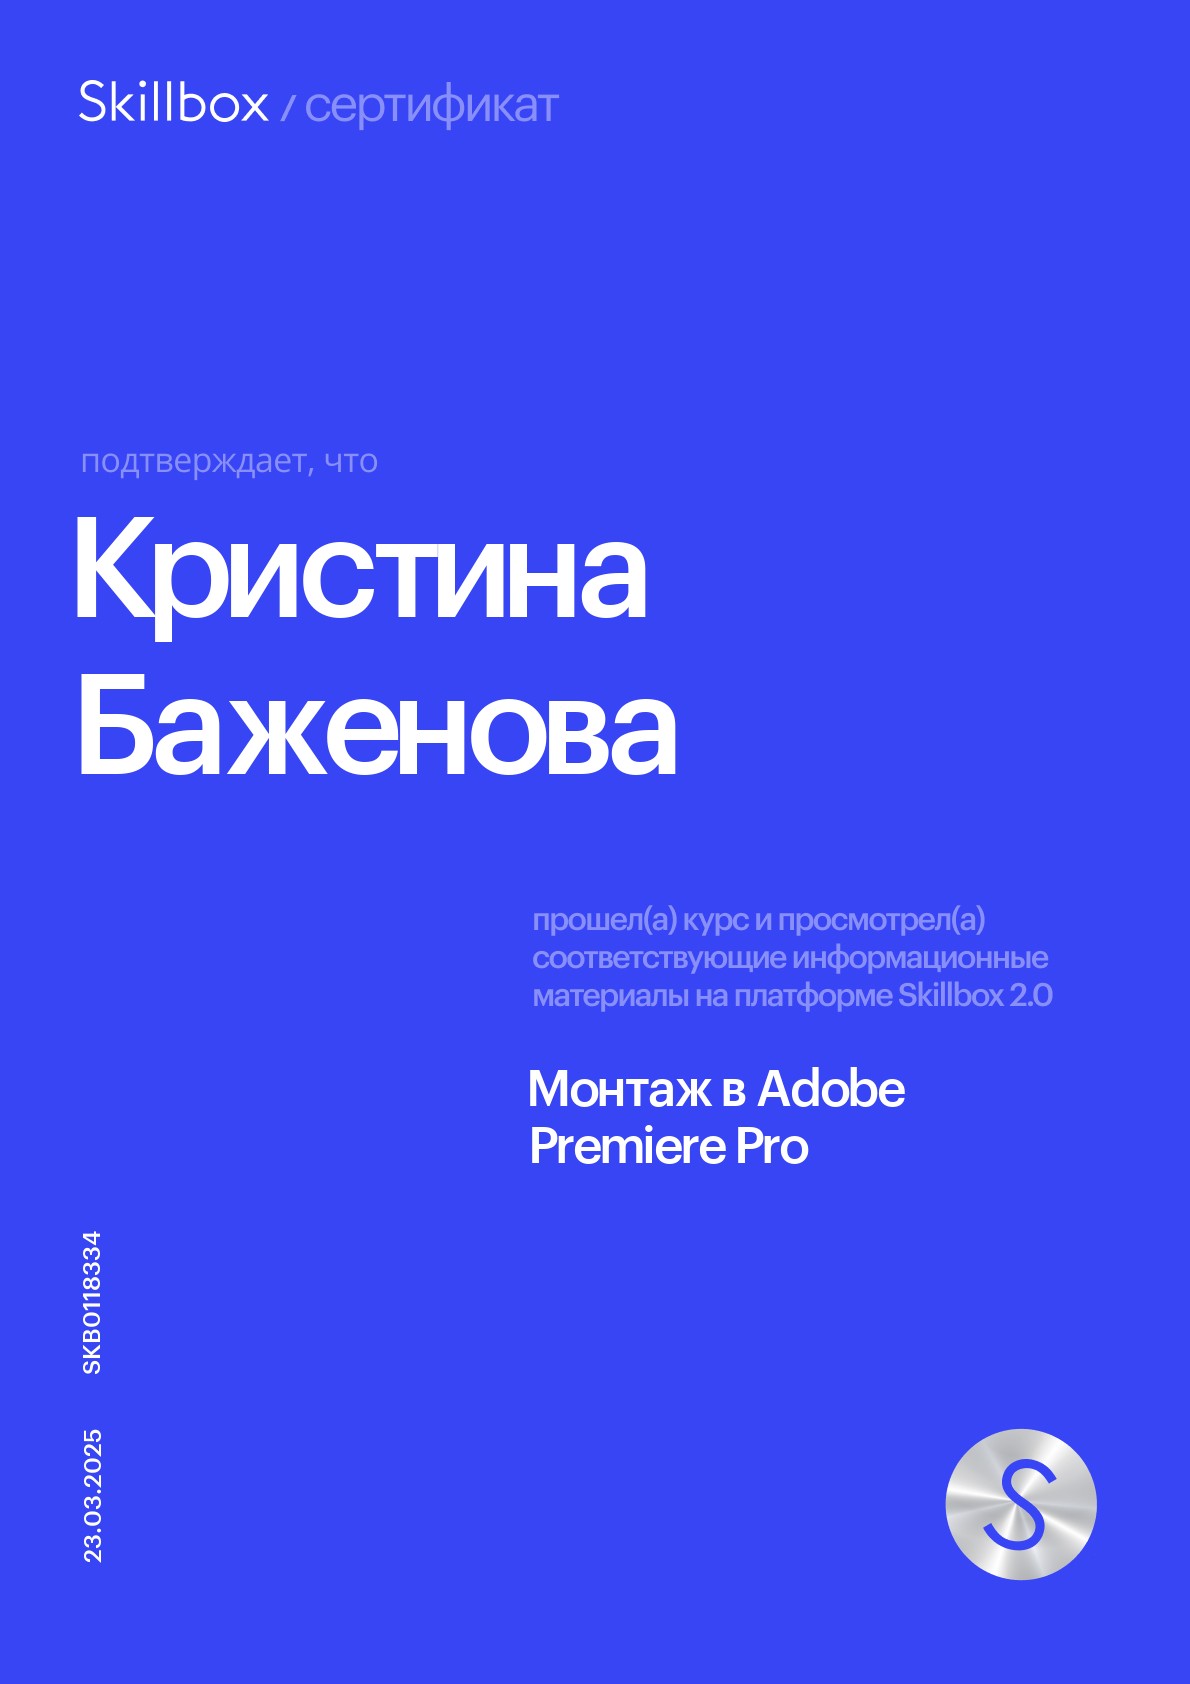 Skillbox / сертификат
подтверждает, что
Кристина
Баженова
прошел(а) курс и просмотрел(а)
соответствующие информационные
материалы на платформе Skillbox 2.0
Монтаж в Adobe
Premiere Pro
SKB0118334
23.03.2025
S